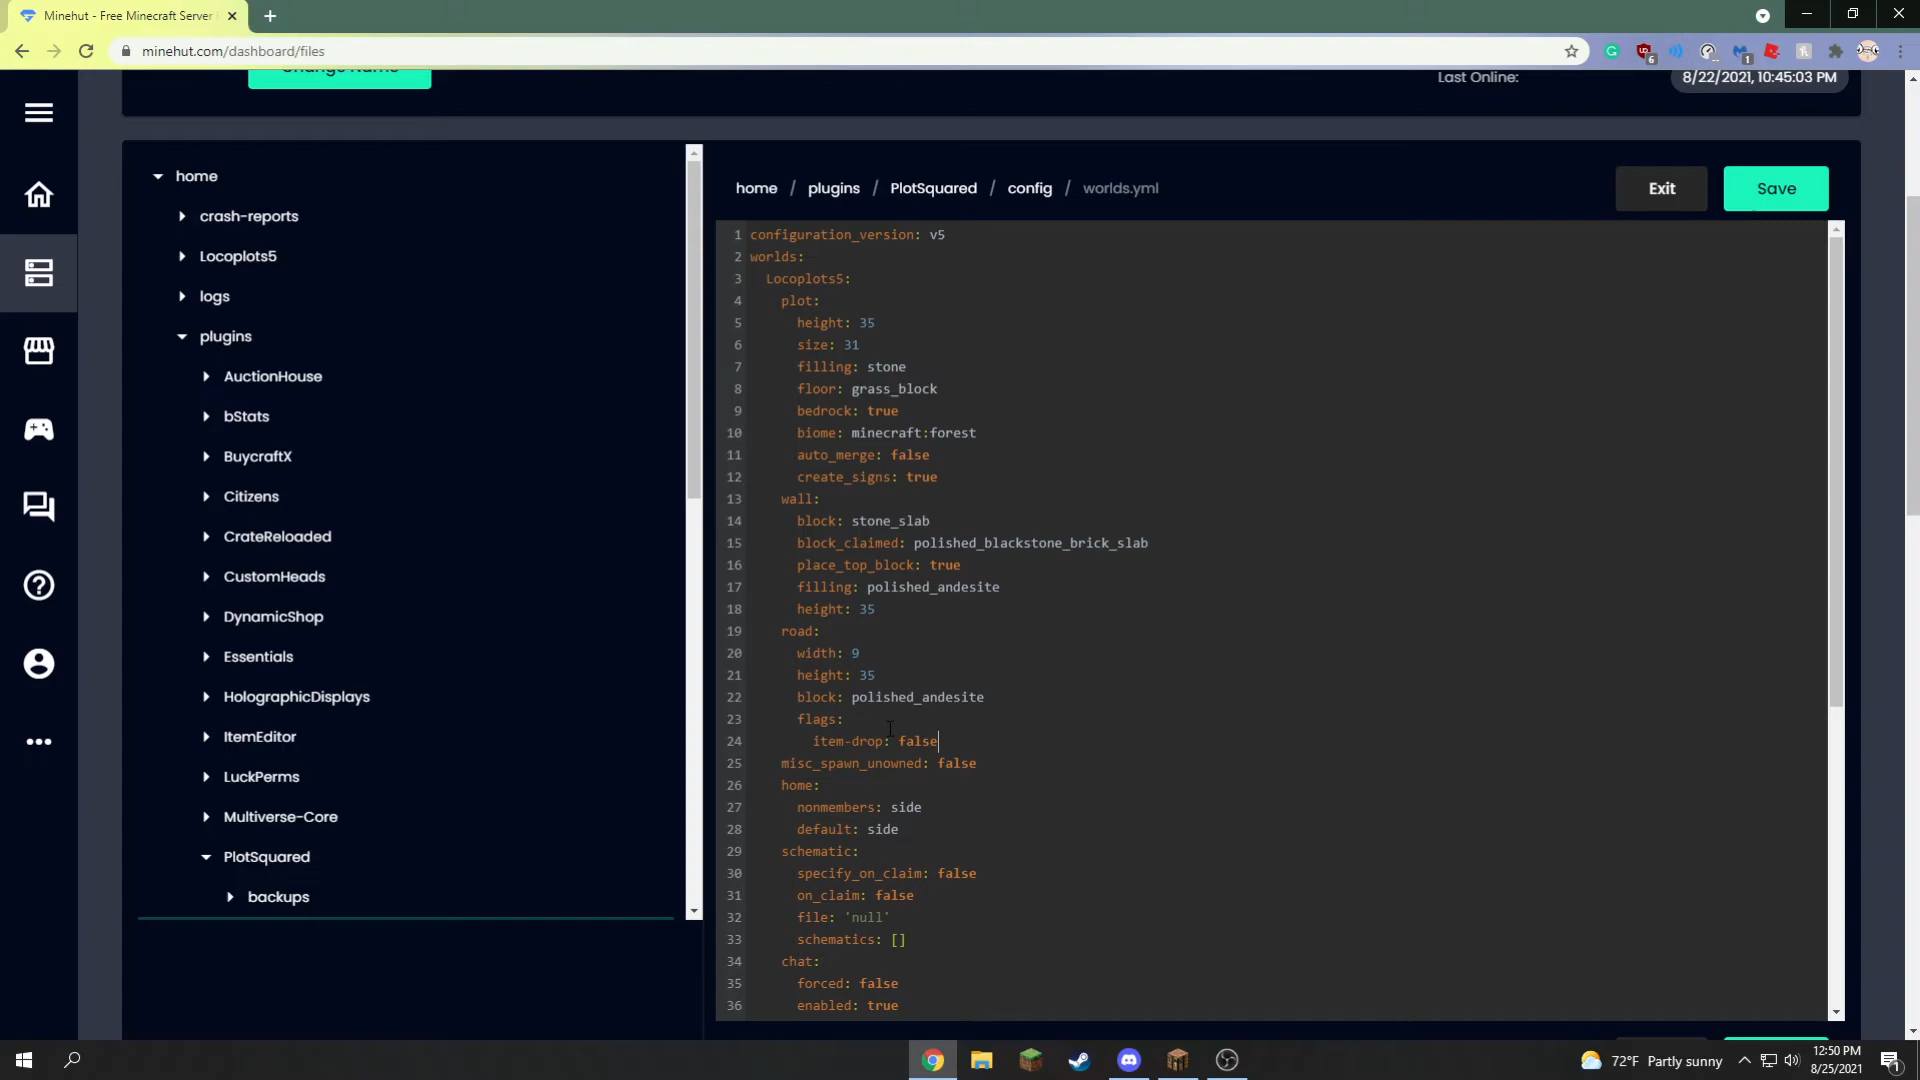 Minehut - Free Minecraft Server
minehut.com/dashboard/files
6
1
Change Name
Last Online:
8/22/2021, 10:45:03 PM
home
crash-reports
Locoplots5
logs
plugins
AuctionHouse
bStats
BuycraftX
Citizens
CrateReloaded
CustomHeads
DynamicShop
Essentials
HolographicDisplays
ItemEditor
LuckPerms
Multiverse-Core
PlotSquared
backups
home / plugins / PlotSquared / config / worlds.yml
Exit
Save
1 configuration_version: v5
2 worlds:
3 Locoplots5:
4 plot:
5 height: 35
6 size: 31
7 filling: stone
8 floor: grass_block
9 bedrock: true
10 biome: minecraft:forest
11 auto_merge: false
12 create_signs: true
13 wall:
14 block: stone_slab
15 block_claimed: polished_blackstone_brick_slab
16 place_top_block: true
17 filling: polished_andesite
18 height: 35
19 road:
20 width: 9
21 height: 35
22 block: polished_andesite
23 flags:
24 item-drop: false
25 misc_spawn_unowned: false
26 home:
27 nonmembers: side
28 default: side
29 schematic:
30 specify_on_claim: false
31 on_claim: false
32 file: 'null'
33 schematics: []
34 chat:
35 forced: false
36 enabled: true
72°F Partly sunny
12:50 PM
8/25/2021
1